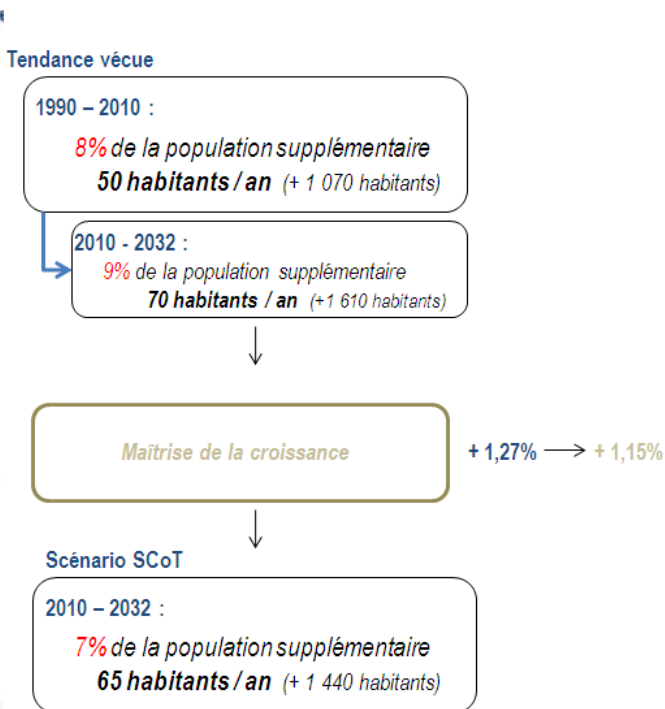 Tendance vécue
1990 – 2010 :
8% de la population supplémentaire
50 habitants / an (+ 1 070 habitants)
2010 - 2032 :
9% de la population supplémentaire
70 habitants / an (+1 610 habitants)
Maîtrise de la croissance
+ 1,27% → + 1,15%
Scénario SCoT
2010 – 2032 :
7% de la population supplémentaire
65 habitants / an (+ 1 440 habitants)